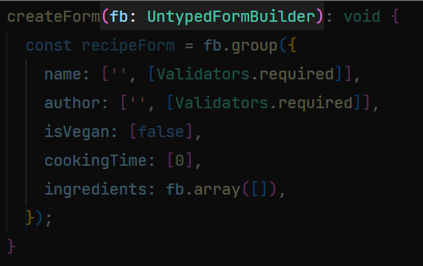 createForm(fb: UntypedFormBuilder): void {
  const recipeForm = fb.group({
    name: ['', [Validators.required]],
    author: ['', [Validators.required]],
    isVegan: [false],
    cookingTime: [0],
    ingredients: fb.array([]),
  });
}